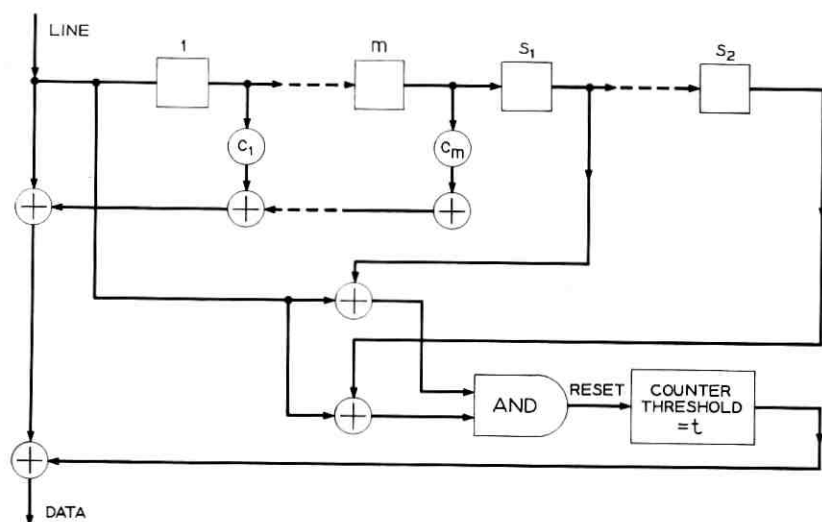 LINE
1
m
S1
S2
C1
Cm
+
+
+
+
+
+
AND
RESET
COUNTER
THRESHOLD
=t
DATA